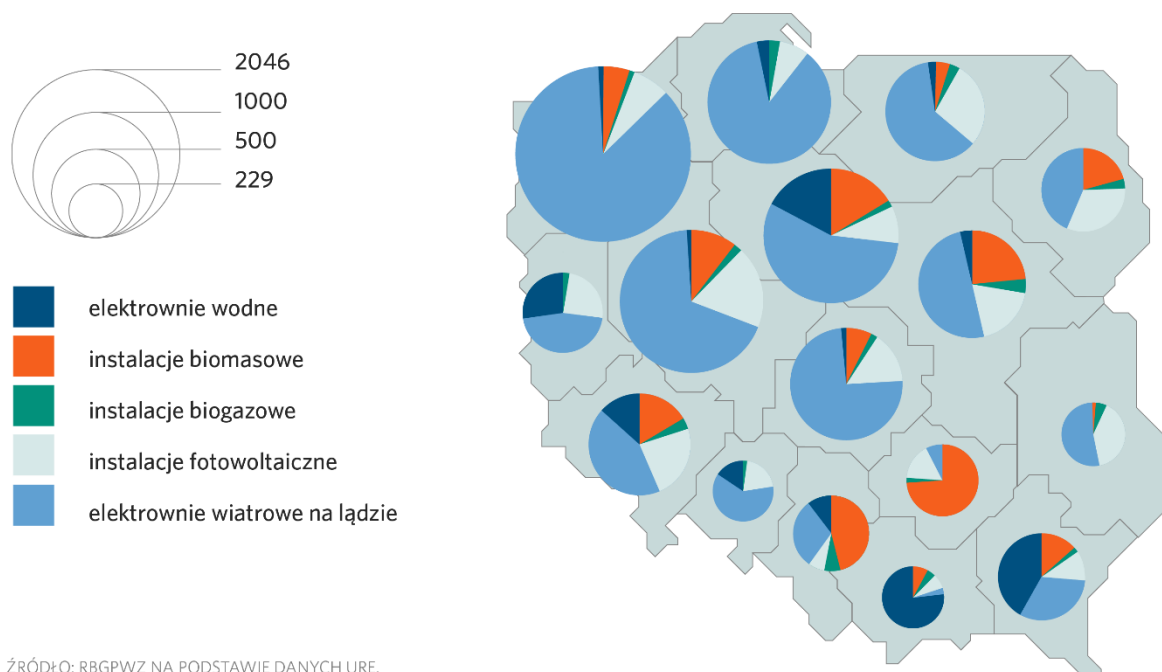 2046
1000
500
229
elektrownie wodne
instalacje biomasowe
instalacje biogazowe
instalacje fotowoltaiczne
elektrownie wiatrowe na lądzie
ŹRÓDŁO: RBGPWZ NA PODSTAWIE DANYCH URE.